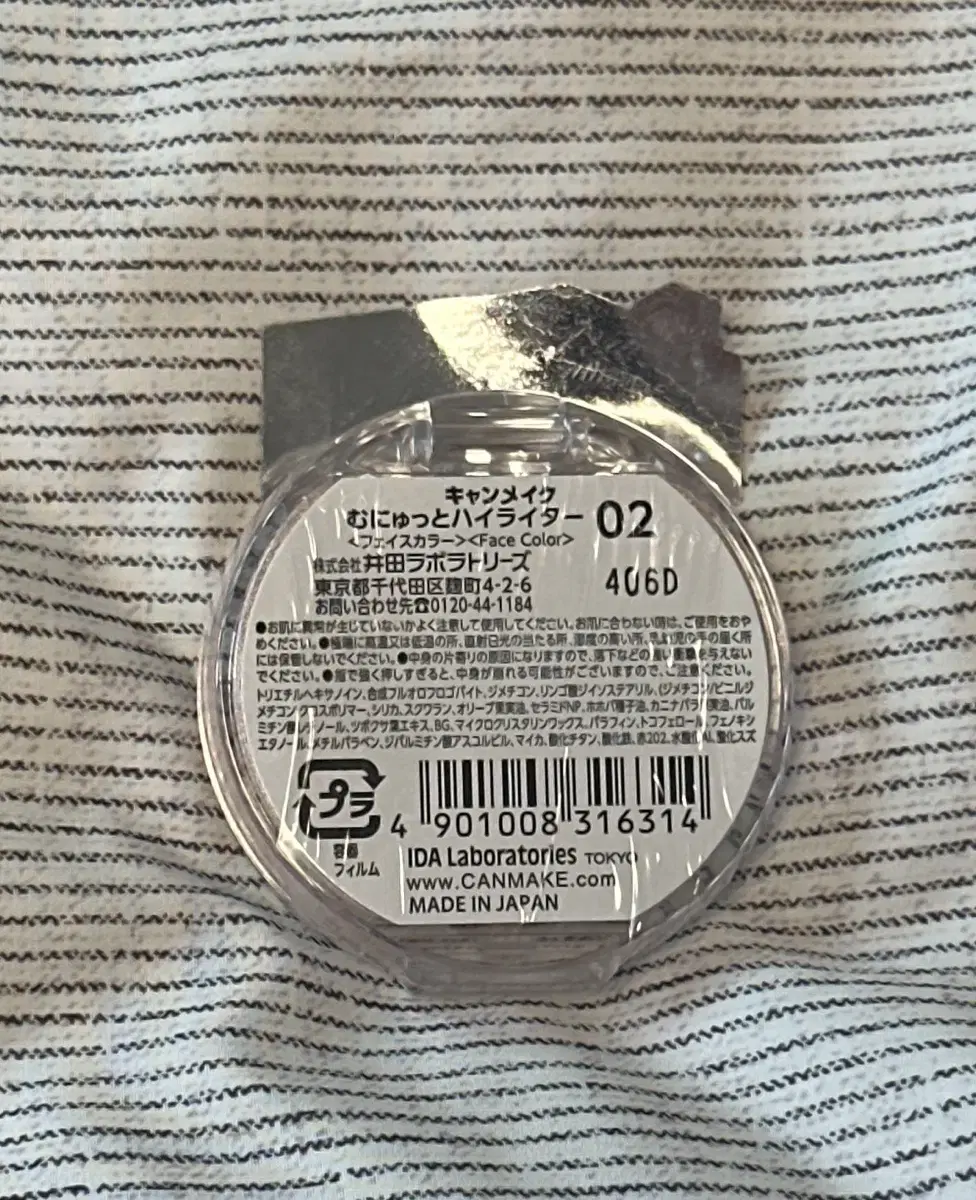 キャンメイク
むにゅっとハイライター 02
<フェイスカラー><Face Color>
株式会社 井田ラボラトリーズ
東京都千代田区麹町4-2-6 406D
お問い合わせ先☎0120-44-1184
●お肌に異常が生じていないかよく注意して使用してください。お肌に合わない時は、ご使用をおや
めください。●極端に高温又は低温の所、直射日光の当たる所、湿度の高い所、乳幼児の手の届く所
には保管しないでください。●中身の片寄りの原因になりますので、落下などの強い衝撃を与えない
でください。●指で強く押しすぎると、中身が崩れる可能性がございますので、ご注意ください。
トリエチルヘキサノイン、合成フルオロフロゴパイト、ジメチコン、リンゴ酸ジイソステアリル、(ジメチコン/ビニルジ
メチコン)クロスポリマー、シリカ、スクワラン、オリーブ果実油、セラミドNP、ホホバ種子油、カニナバラ果実油、パル
ミチン酸レチノール、ツボクサ葉エキス、BG、マイクロクリスタリンワックス、パラフィン、トコフェロール、フェノキシ
エタノール、メチルパラベン、ジパルミチン酸アスコルビル、マイカ、酸化チタン、酸化鉄、赤202、水酸化Al、酸化スズ
プラ
容器
フィルム
4 901008 316314
IDA Laboratories TOKYO
www.CANMAKE.com
MADE IN JAPAN